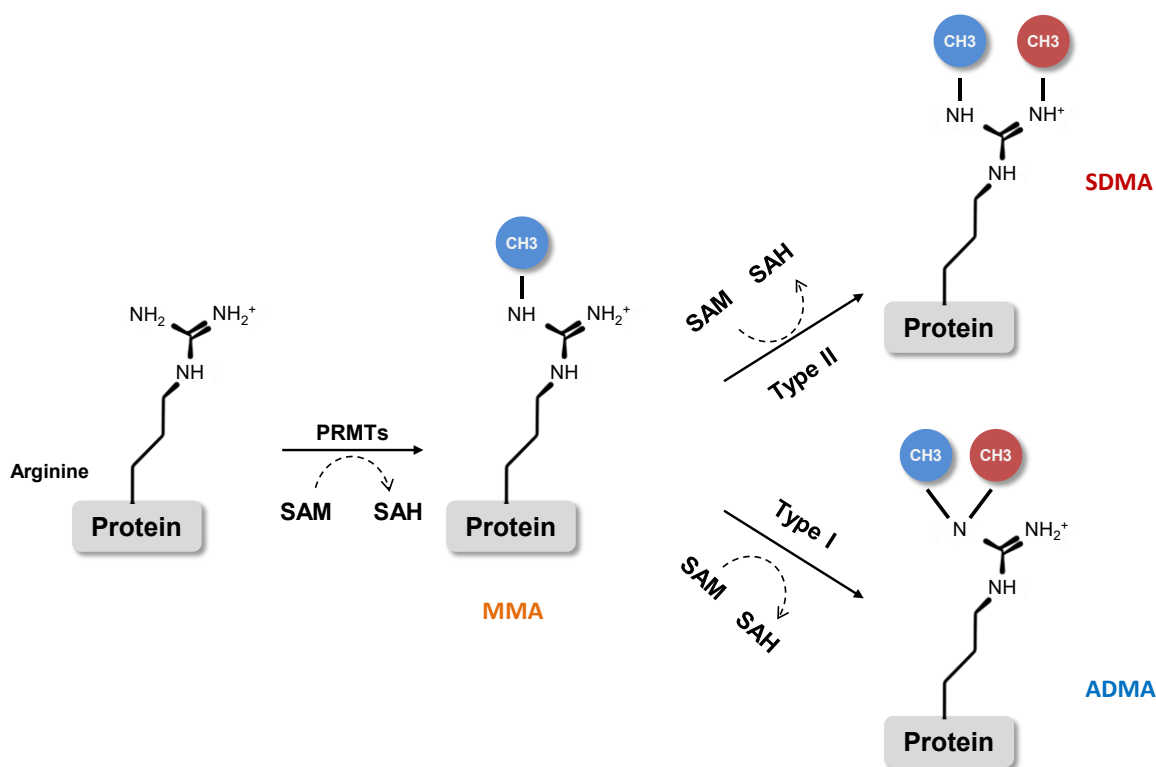 Arginine
NH2
NH2+
NH
Protein
PRMTs
SAM
SAH
CH3
NH
NH2+
NH
Protein
MMA
SAM
SAH
Type II
CH3
CH3
NH
NH+
NH
Protein
SDMA
Type I
SAM
SAH
CH3
CH3
N
NH2+
NH
Protein
ADMA